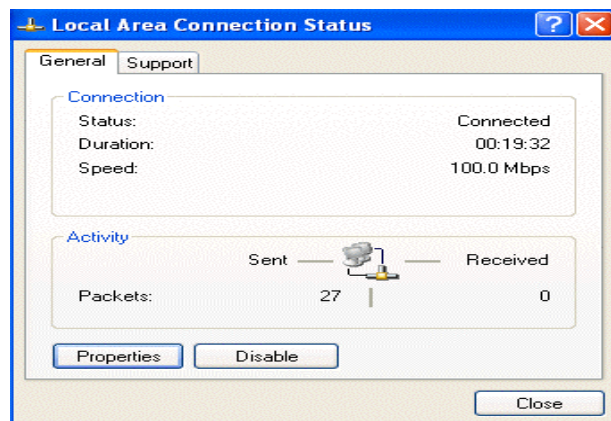 Local Area Connection Status
General Support
Connection
Status: Connected
Duration: 00:19:32
Speed: 100.0 Mbps
Activity
Sent Received
Packets: 27 0
Properties Disable
Close